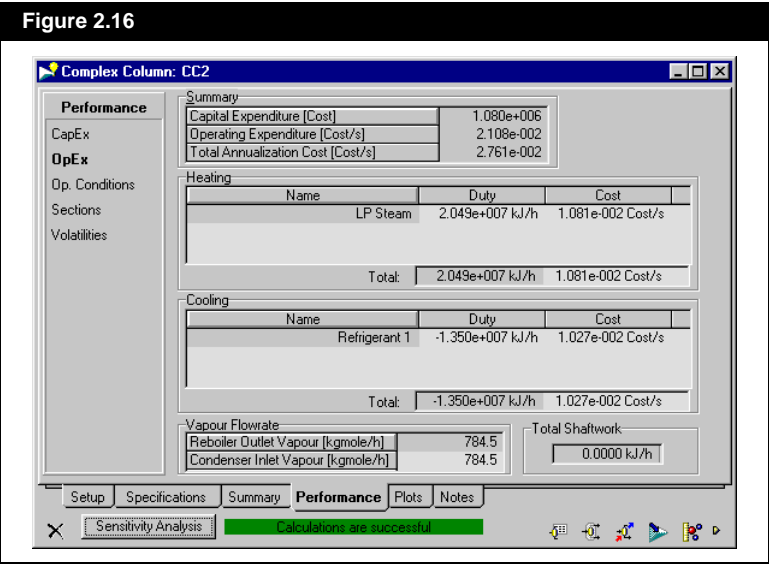 Figure 2.16
Complex Column: CC2
Performance
CapEx
OpEx
Op. Conditions
Sections
Volatilities
Summary
Capital Expenditure [Cost] 1.080e+006
Operating Expenditure [Cost/s] 2.108e-002
Total Annualization Cost [Cost/s] 2.761e-002
Heating
Name Duty Cost
LP Steam 2.049e+007 kJ/h 1.081e-002 Cost/s
Total: 2.049e+007 kJ/h 1.081e-002 Cost/s
Cooling
Name Duty Cost
Refrigerant 1 -1.350e+007 kJ/h 1.027e-002 Cost/s
Total: -1.350e+007 kJ/h 1.027e-002 Cost/s
Vapour Flowrate
Reboiler Outlet Vapour [kgmole/h] 784.5
Condenser Inlet Vapour [kgmole/h] 784.5
Total Shaftwork
0.0000 kJ/h
Setup Specifications Summary Performance Plots Notes
Sensitivity Analysis Calculations are successful